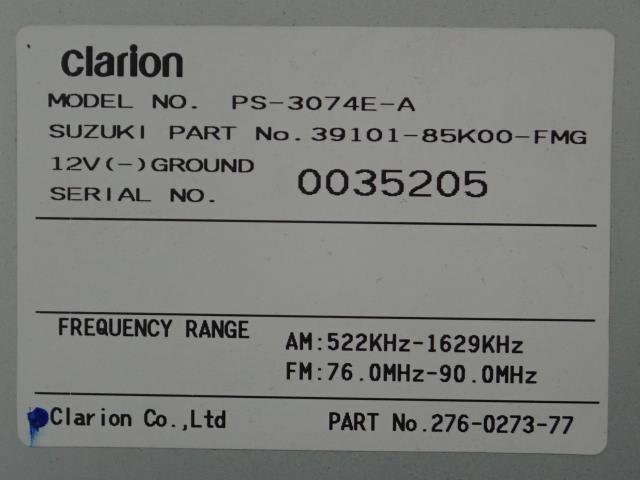 clarion
MODEL NO. PS-3074E-A
SUZUKI PART No. 39101-85K00-FMG
12V(-)GROUND
SERIAL NO. 0035205
FREQUENCY RANGE AM:522KHz-1629KHz
FM:76.0MHz-90.0MHz
Clarion Co.,Ltd PART No.276-0273-77